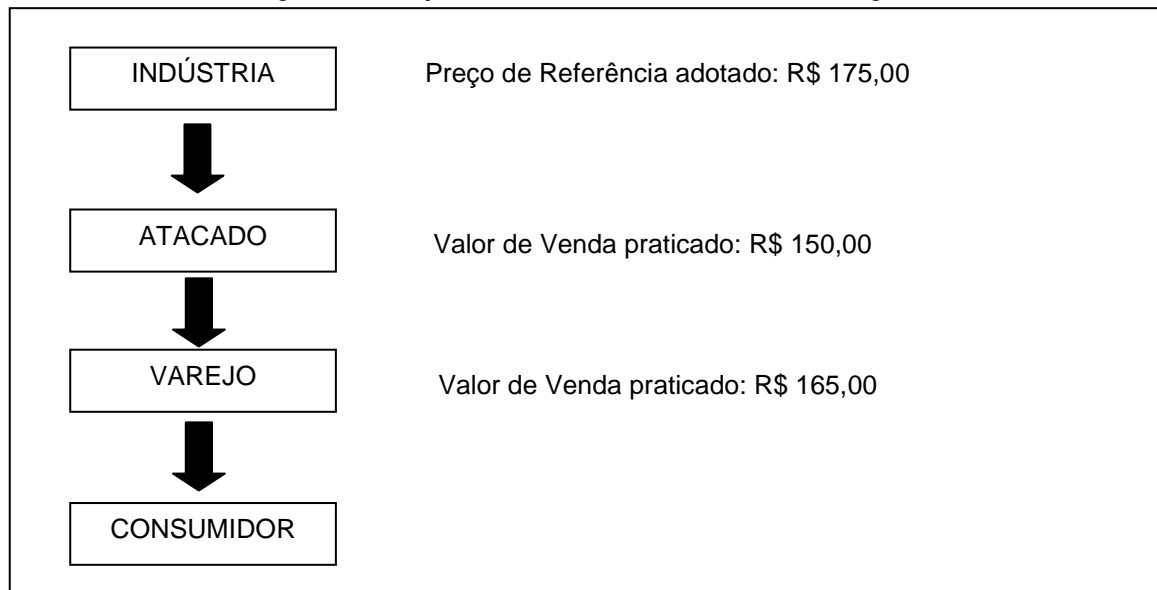 INDÚSTRIA Preço de Referência adotado: R$ 175,00
ATACADO Valor de Venda praticado: R$ 150,00
VAREJO Valor de Venda praticado: R$ 165,00
CONSUMIDOR